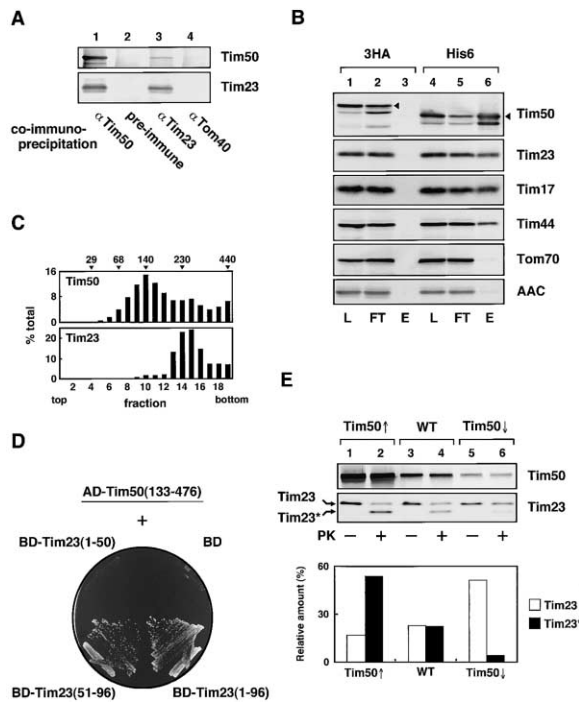 A
1 2 3 4
Tim50
Tim23
co-immuno-
precipitation
αTim50
pre-immune
αTim23
αTom40
B
3HA His6
1 2 3 4 5 6
Tim50
Tim23
Tim17
Tim44
Tom70
AAC
L FT E L FT E
C
29 68 140 230 440
16
12
8
4
0
Tim50
% total
20
10
0
Tim23
2 4 6 8 10 12 14 16 18
top fraction bottom
D
AD-Tim50(133-476)
+
BD-Tim23(1-50) BD
BD-Tim23(51-96) BD-Tim23(1-96)
E
Tim50↑ WT Tim50↓
1 2 3 4 5 6
Tim50
Tim23
Tim23*
Tim23
PK − + − + − +
Relative amount (%)
60
30
0
Tim23
Tim23*
Tim50↑ WT Tim50↓